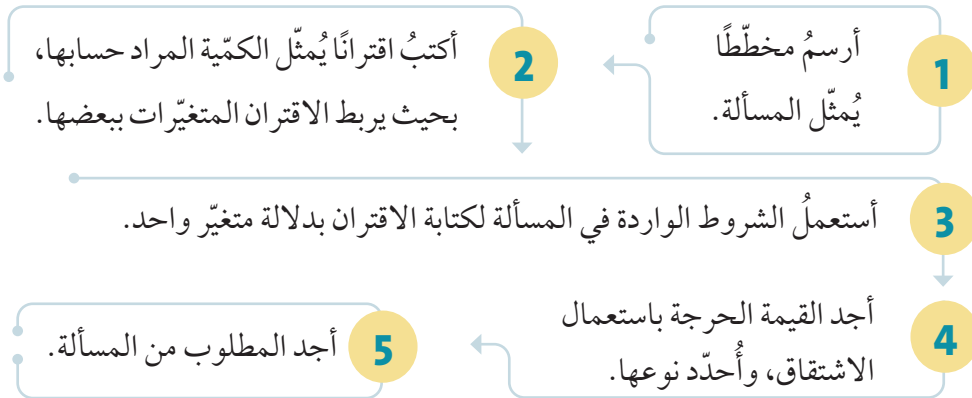 1
أرسمُ مخطّطًا
يُمثّل المسألة.
2
أكتبُ اقترانًا يُمثّل الكمّية المراد حسابها،
بحيث يربط الاقتران المتغيّرات ببعضها.
3
أستعملُ الشروط الواردة في المسألة لكتابة الاقتران بدلالة متغيّر واحد.
4
أجد القيمة الحرجة باستعمال
الاشتقاق، وأُحدّد نوعها.
5
أجد المطلوب من المسألة.